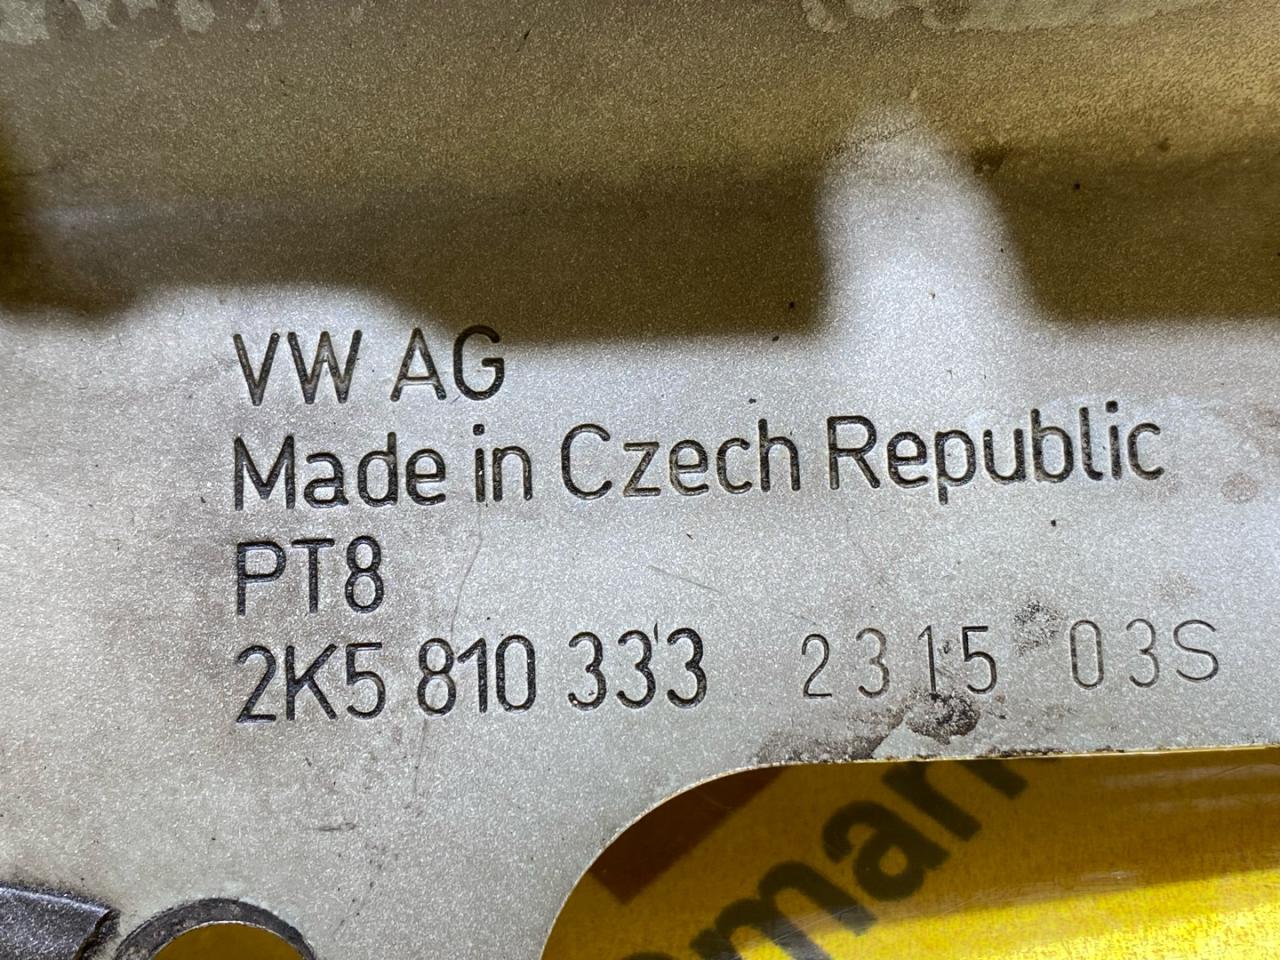 VW AG
Made in Czech Republic
PT8
2K5 810 333 2315 03S